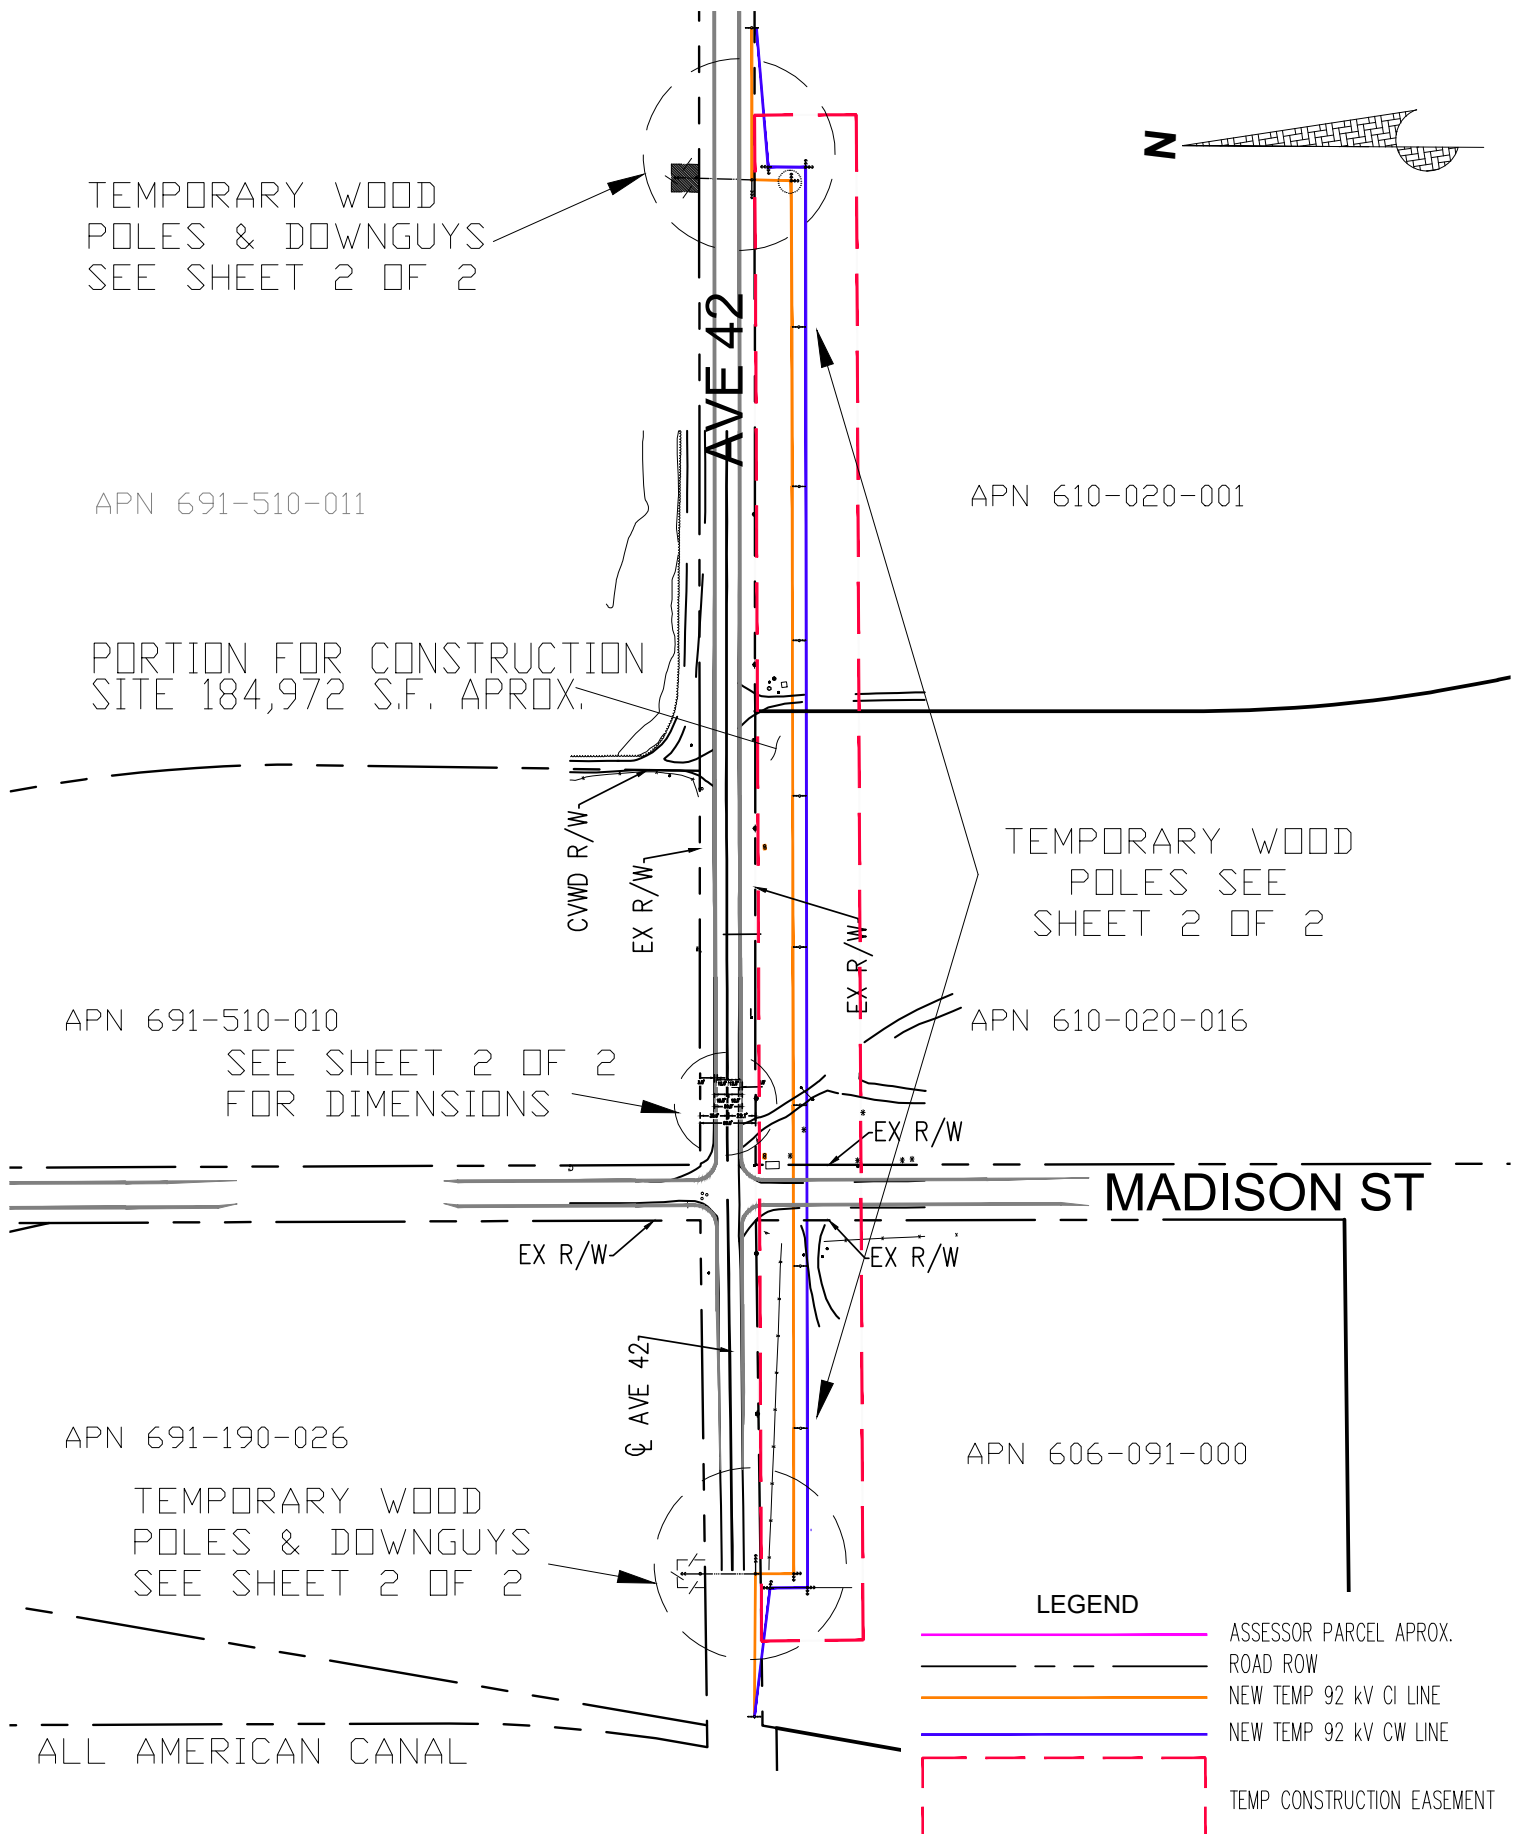 N
TEMPORARY WOOD
POLES & DOWNGUYS
SEE SHEET 2 OF 2
AVE 42
APN 691-510-011
APN 610-020-001
PORTION FOR CONSTRUCTION
SITE 184,972 S.F. APROX.
CVWD R/W
EX R/W
EX R/W
TEMPORARY WOOD
POLES SEE
SHEET 2 OF 2
APN 691-510-010
APN 610-020-016
SEE SHEET 2 OF 2
FOR DIMENSIONS
EX R/W
MADISON ST
EX R/W
EX R/W
℄ AVE 42
APN 691-190-026
APN 606-091-000
TEMPORARY WOOD
POLES & DOWNGUYS
SEE SHEET 2 OF 2
ALL AMERICAN CANAL
LEGEND
ASSESSOR PARCEL APROX.
ROAD ROW
NEW TEMP 92 kV CI LINE
NEW TEMP 92 kV CW LINE
TEMP CONSTRUCTION EASEMENT